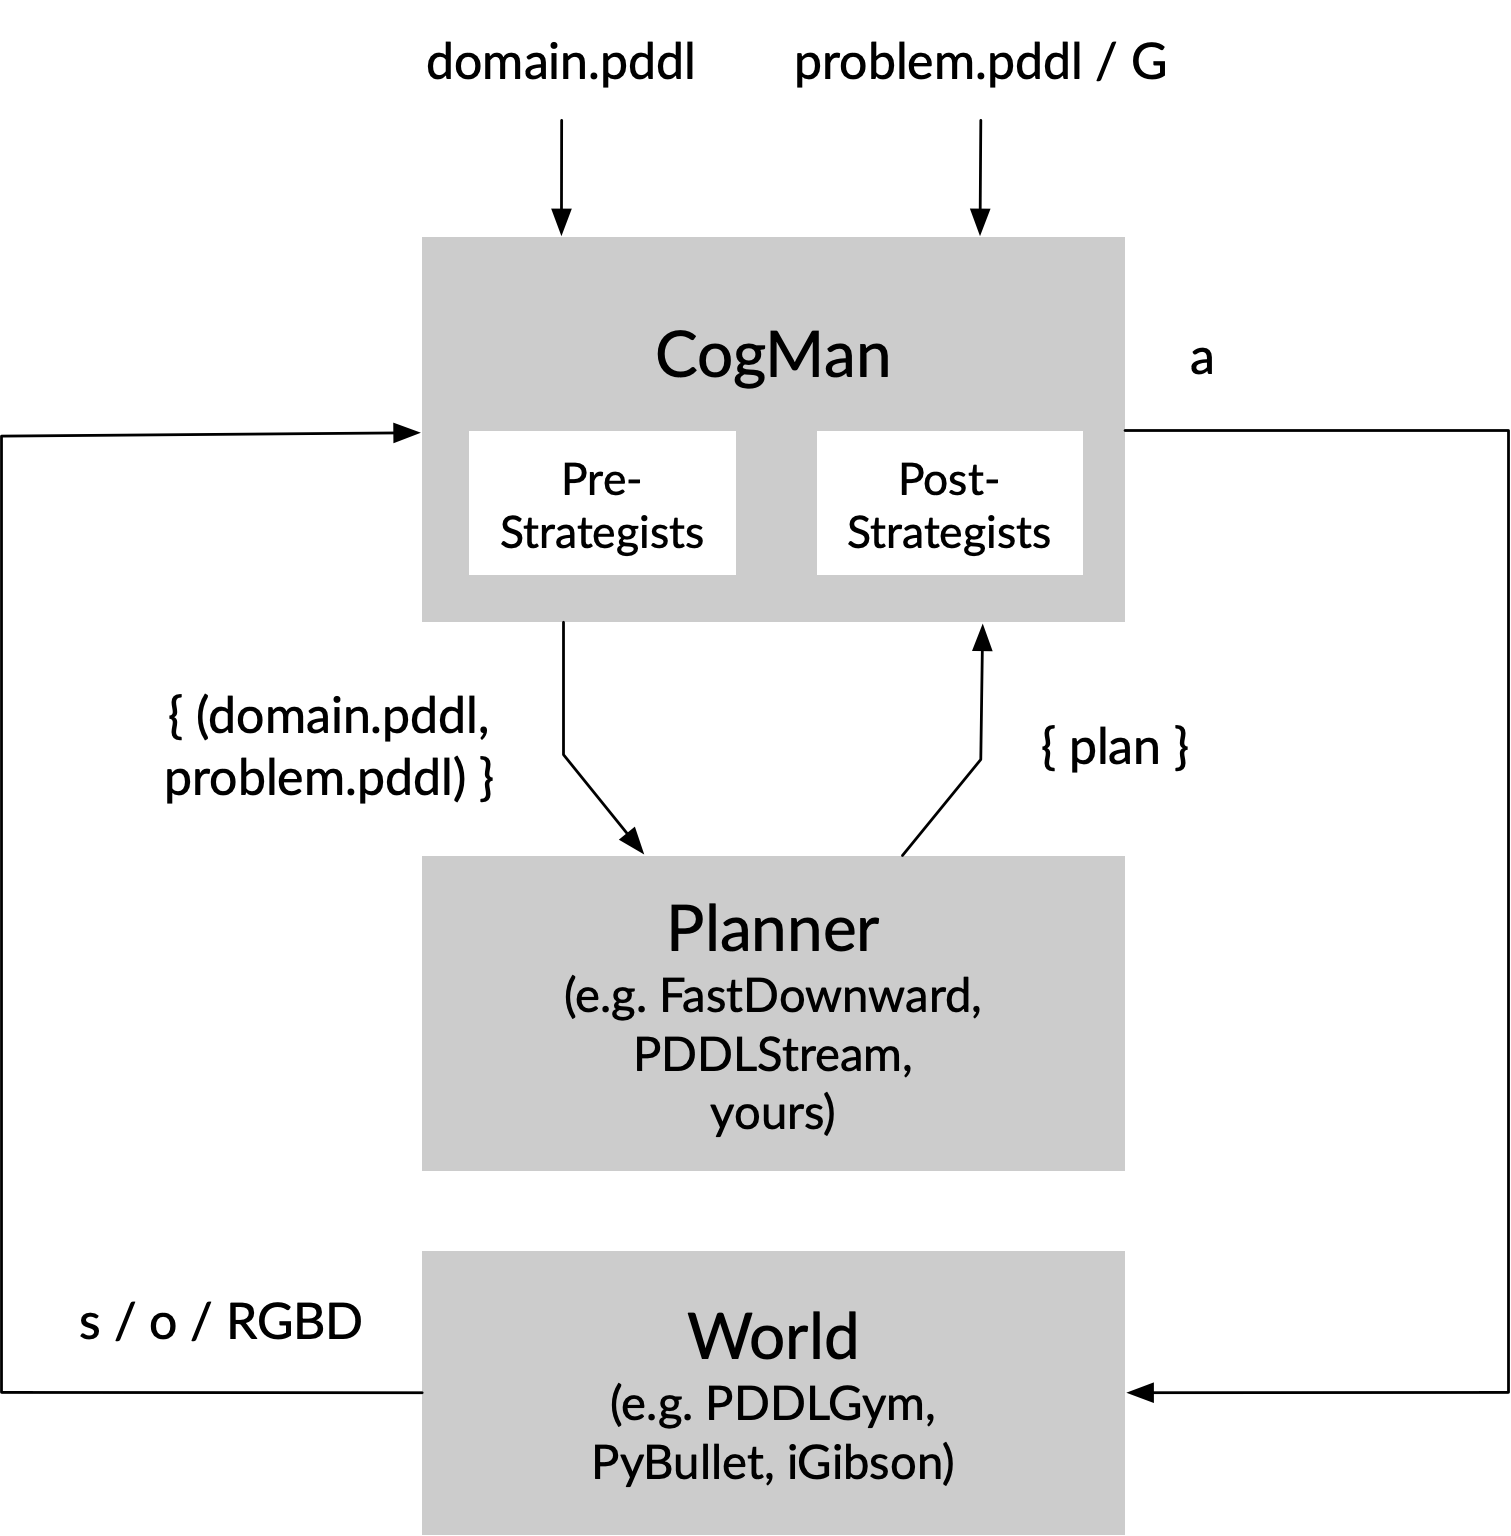 domain.pddl
problem.pddl / G
CogMan
a
Pre-
Strategists
Post-
Strategists
{ (domain.pddl,
problem.pddl) }
{ plan }
Planner
(e.g. FastDownward,
PDDLStream,
yours)
s / o / RGBD
World
(e.g. PDDLGym,
PyBullet, iGibson)